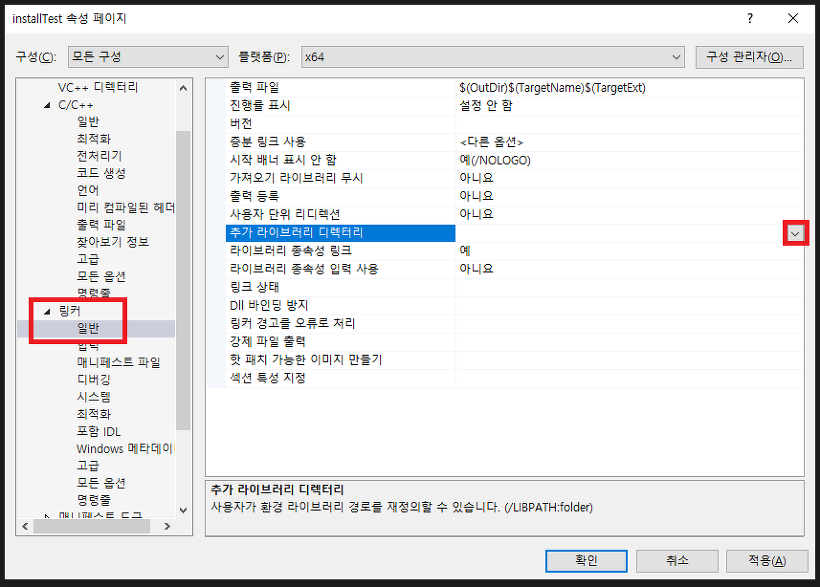 installTest 속성 페이지
?
구성(C): 모든 구성 플랫폼(P): x64 구성 관리자(O)...
VC++ 디렉터리
C/C++
일반
최적화
전처리기
코드 생성
언어
미리 컴파일된 헤더
출력 파일
찾아보기 정보
고급
모든 옵션
명령줄
링커
일반
입력
매니페스트 파일
디버깅
시스템
최적화
포함 IDL
Windows 메타데이
고급
모든 옵션
명령줄
매니페스트 도구
출력 파일 $(OutDir)$(TargetName)$(TargetExt)
진행률 표시 설정 안 함
버전
증분 링크 사용 <다른 옵션>
시작 배너 표시 안 함 예(/NOLOGO)
가져오기 라이브러리 무시 아니요
출력 등록 아니요
사용자 단위 리디렉션 아니요
추가 라이브러리 디렉터리
라이브러리 종속성 링크 예
라이브러리 종속성 입력 사용 아니요
링크 상태
Dll 바인딩 방지
링커 경고를 오류로 처리
강제 파일 출력
핫 패치 가능한 이미지 만들기
섹션 특성 지정
추가 라이브러리 디렉터리
사용자가 환경 라이브러리 경로를 재정의할 수 있습니다. (/LIBPATH:folder)
확인 취소 적용(A)